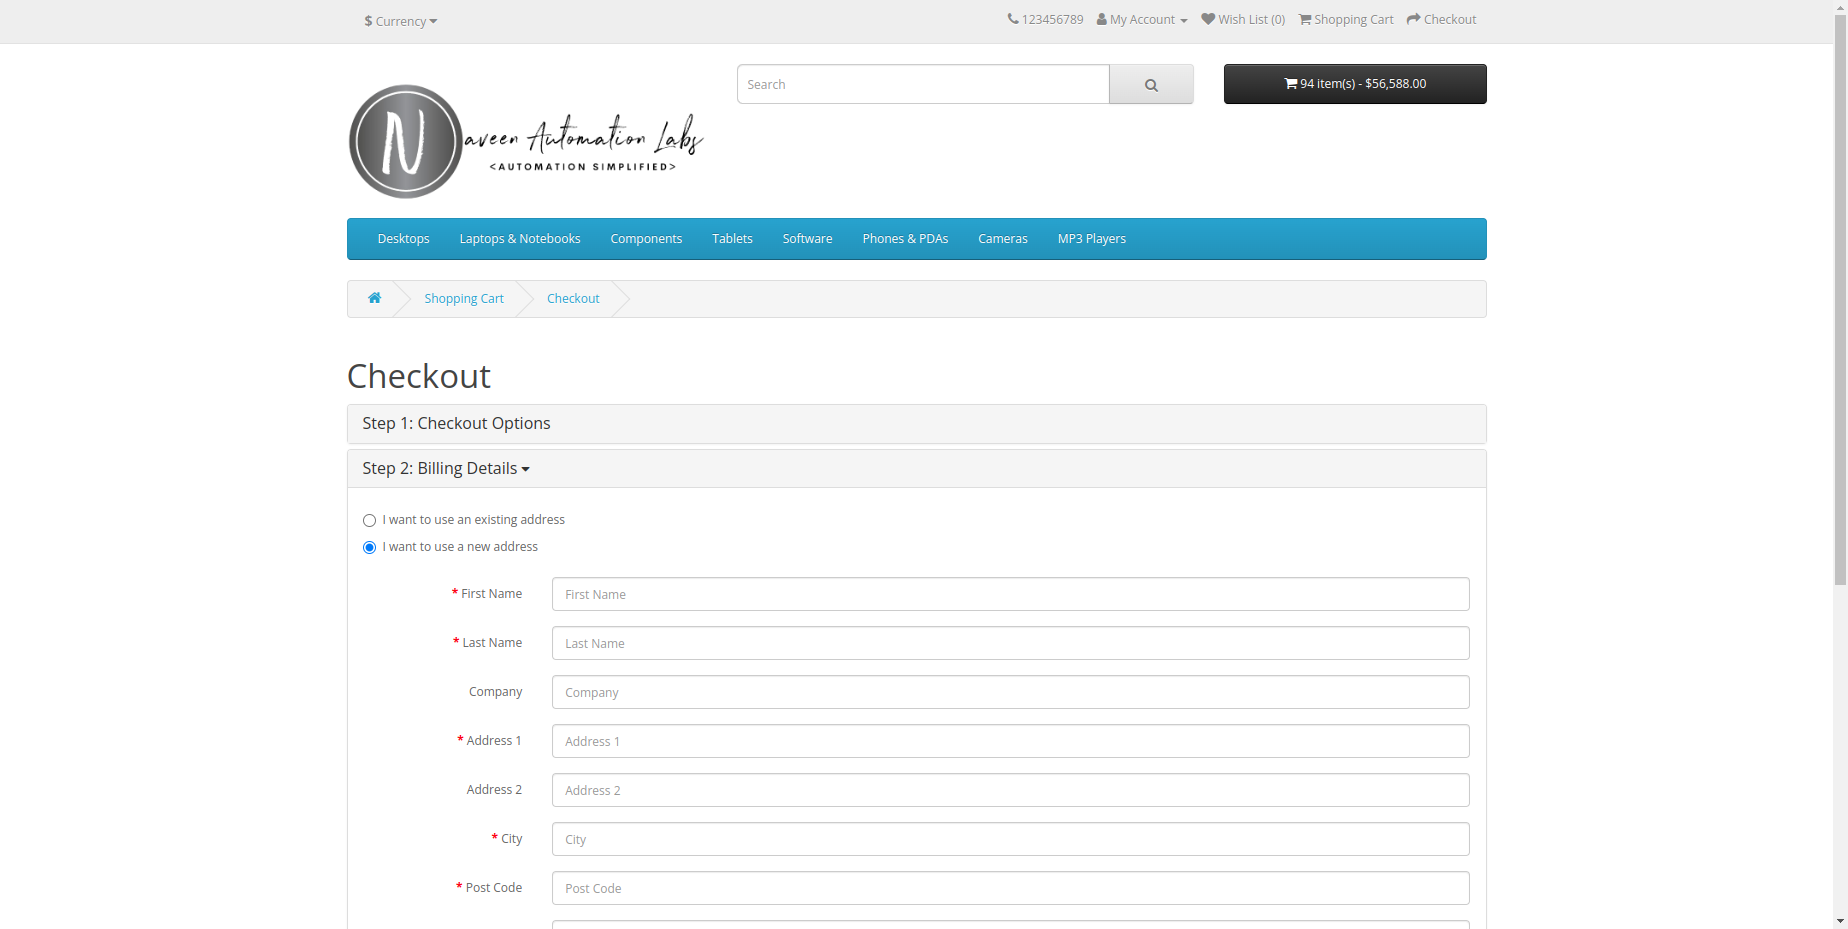 $ Currency
123456789 My Account Wish List (0) Shopping Cart Checkout
Search
94 item(s) - $56,588.00
N aveen Automation Labs
<AUTOMATION SIMPLIFIED>
Desktops Laptops & Notebooks Components Tablets Software Phones & PDAs Cameras MP3 Players
Shopping Cart Checkout
Checkout
Step 1: Checkout Options
Step 2: Billing Details
I want to use an existing address
I want to use a new address
* First Name First Name
* Last Name Last Name
Company Company
* Address 1 Address 1
Address 2 Address 2
* City City
* Post Code Post Code